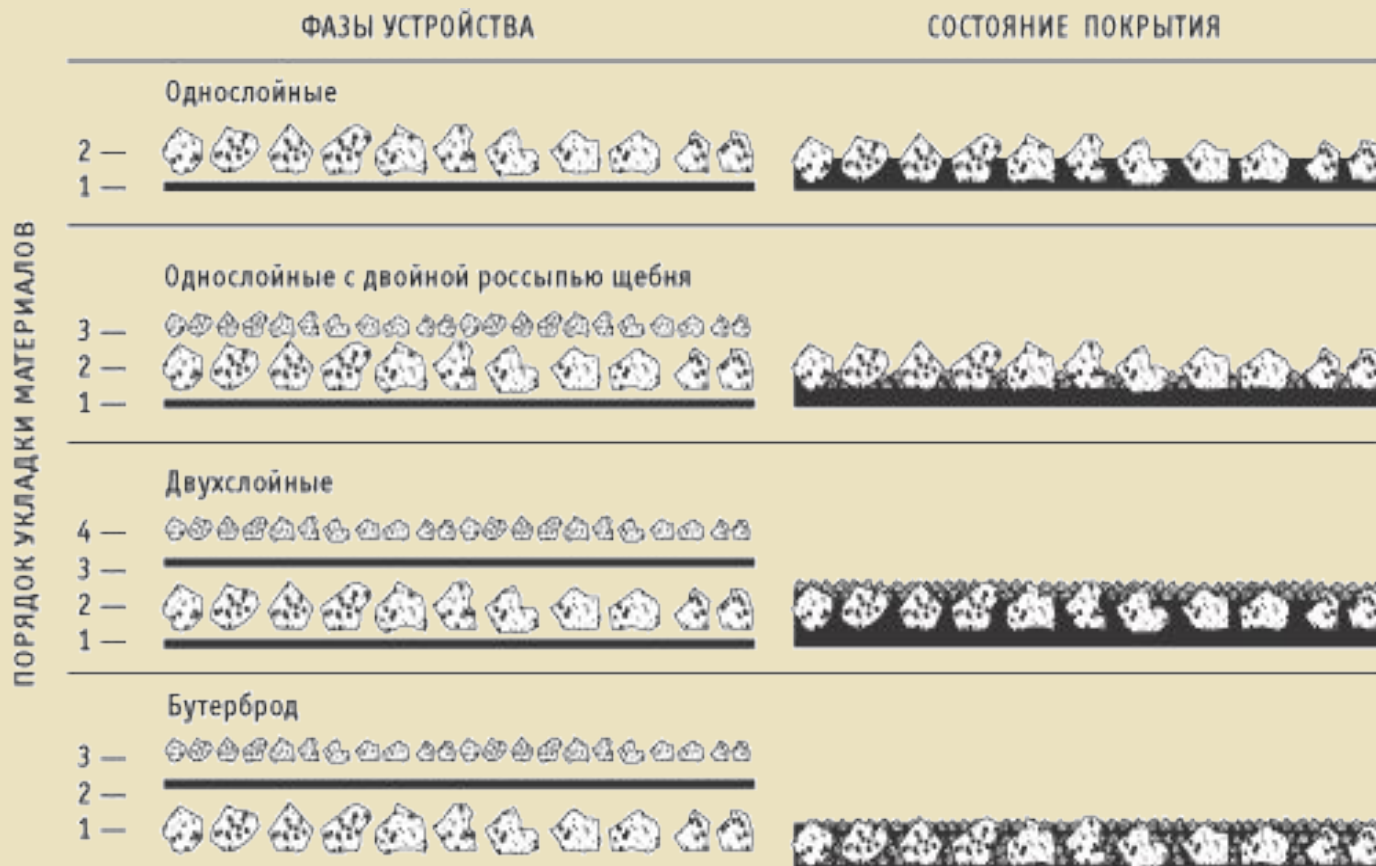 ФАЗЫ УСТРОЙСТВА
СОСТОЯНИЕ ПОКРЫТИЯ
ПОРЯДОК УКЛАДКИ МАТЕРИАЛОВ
Однослойные
2 —
1 —
Однослойные с двойной россыпью щебня
3 —
2 —
1 —
Двухслойные
4 —
3 —
2 —
1 —
Бутерброд
3 —
2 —
1 —